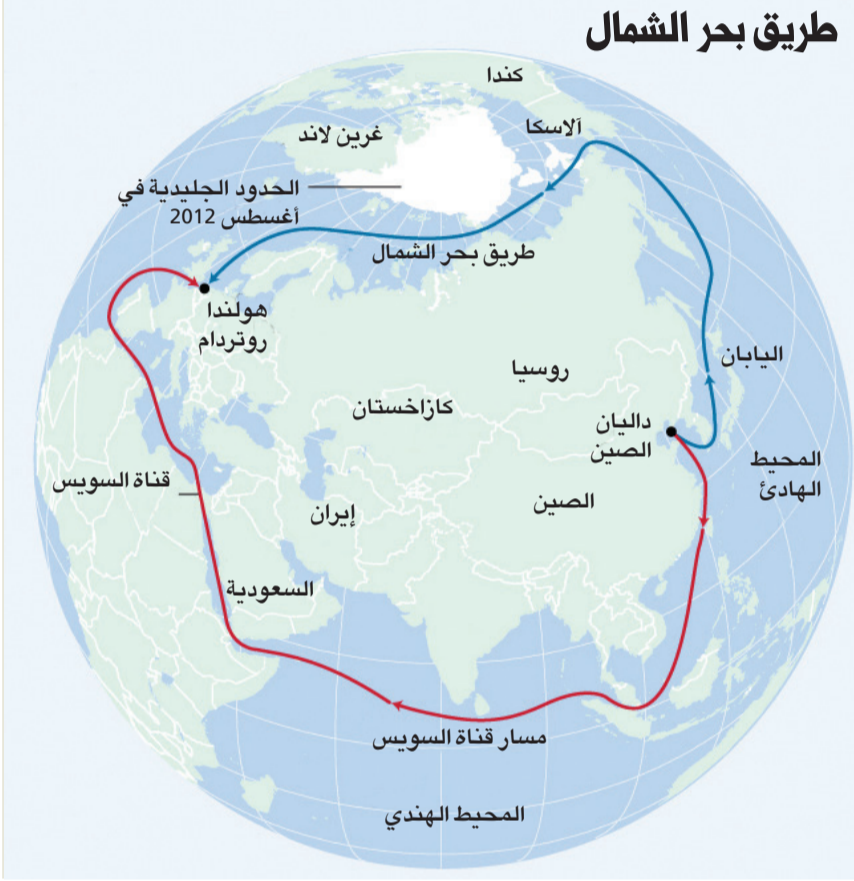 طريق بحر الشمال
كندا
آلاسكا
غرين لاند
الحدود الجليدية في
أغسطس 2012
طريق بحر الشمال
هولندا
روتردام
اليابان
روسيا
كازاخستان
داليان
الصين
المحيط
الهادئ
قناة السويس
الصين
إيران
السعودية
مسار قناة السويس
المحيط الهندي